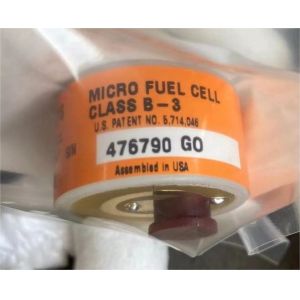 MICRO FUEL CELL
CLASS B-3
U.S. PATENT NO. 5,714,046
S/N 476790 GO
Assembled in USA